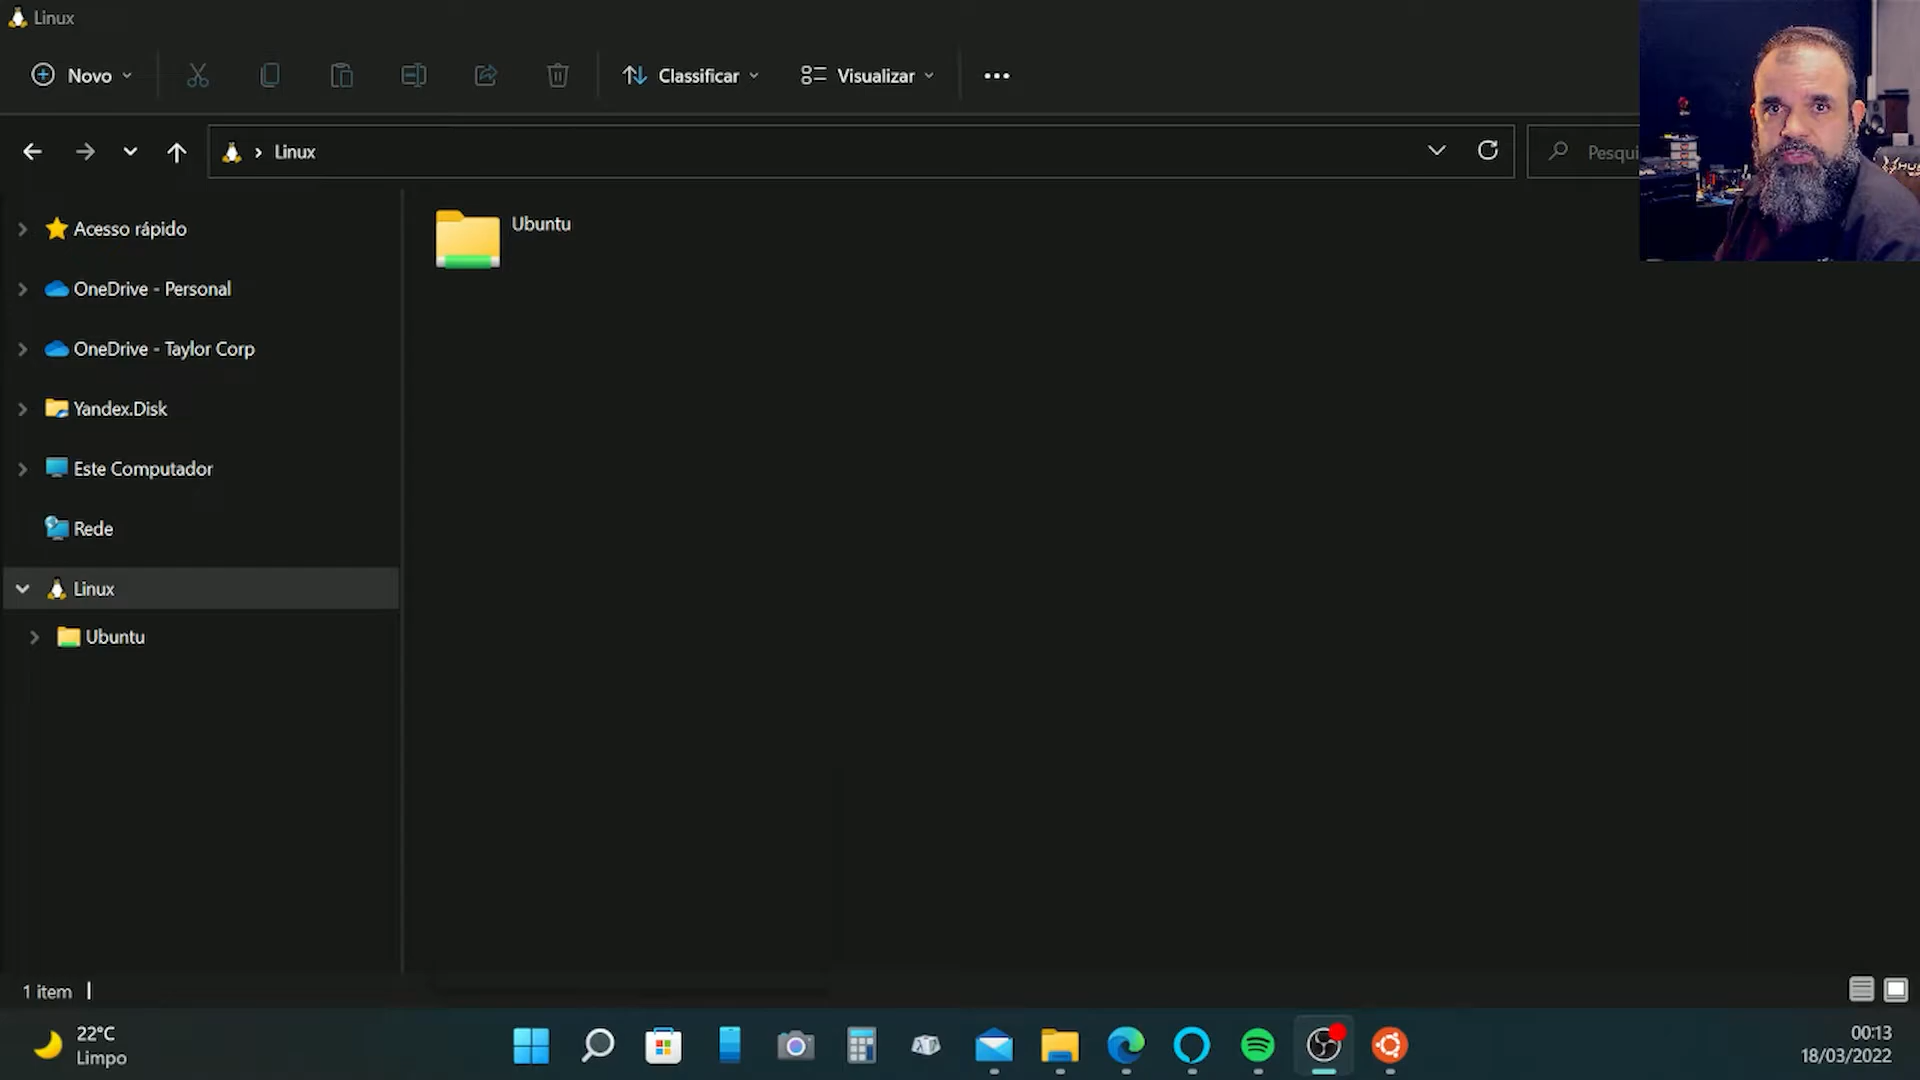 Linux
Novo
Classificar
Visualizar
Linux
Acesso rápido
OneDrive - Personal
OneDrive - Taylor Corp
Yandex.Disk
Este Computador
Rede
Linux
Ubuntu
Ubuntu
1 item
22°C
Limpo
00:13
18/03/2022